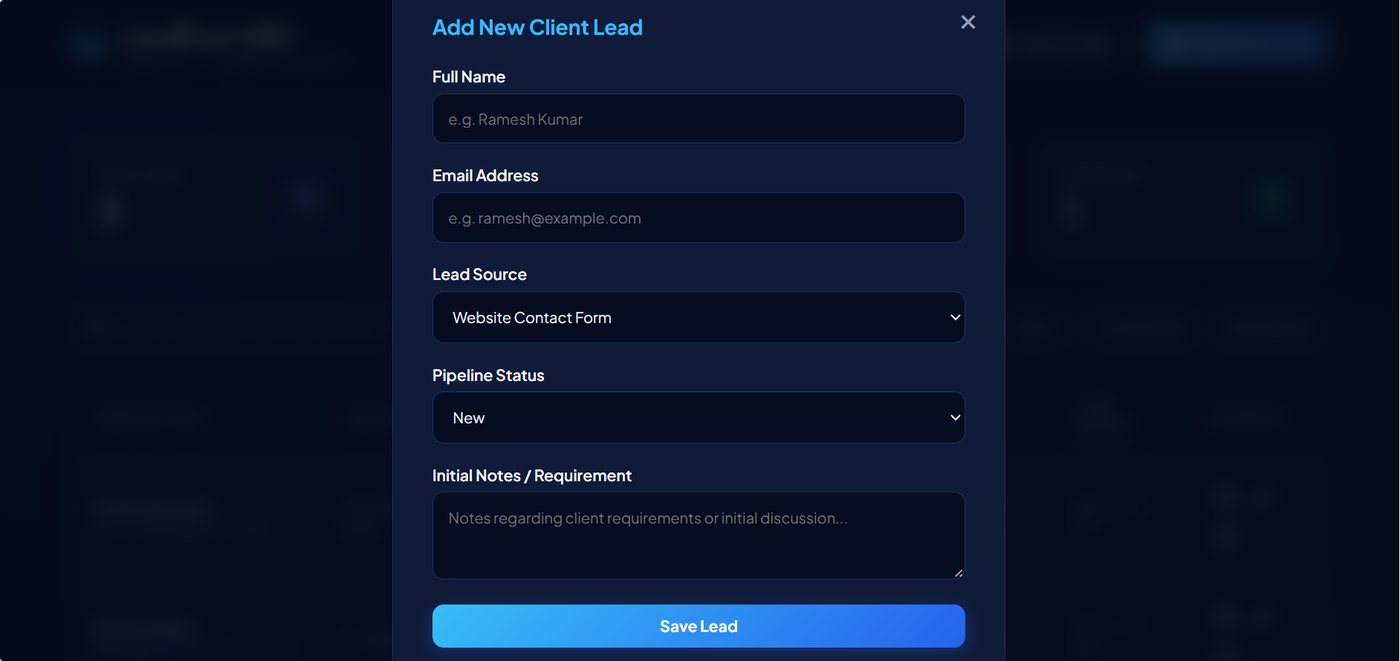 Add New Client Lead
✕
Full Name
e.g. Ramesh Kumar
Email Address
e.g. ramesh@example.com
Lead Source
Website Contact Form
Pipeline Status
New
Initial Notes / Requirement
Notes regarding client requirements or initial discussion...
Save Lead